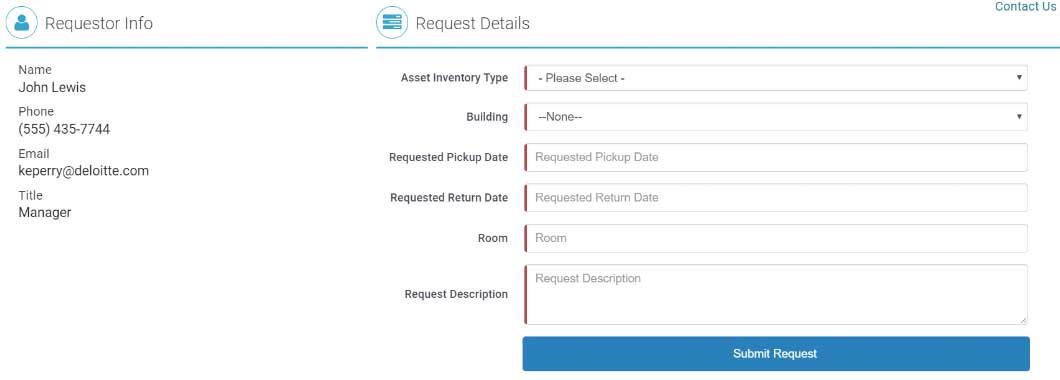 Contact Us
Requestor Info
Name
John Lewis
Phone
(555) 435-7744
Email
keperry@deloitte.com
Title
Manager
Request Details
Asset Inventory Type
- Please Select -
Building
--None--
Requested Pickup Date
Requested Pickup Date
Requested Return Date
Requested Return Date
Room
Room
Request Description
Request Description
Submit Request